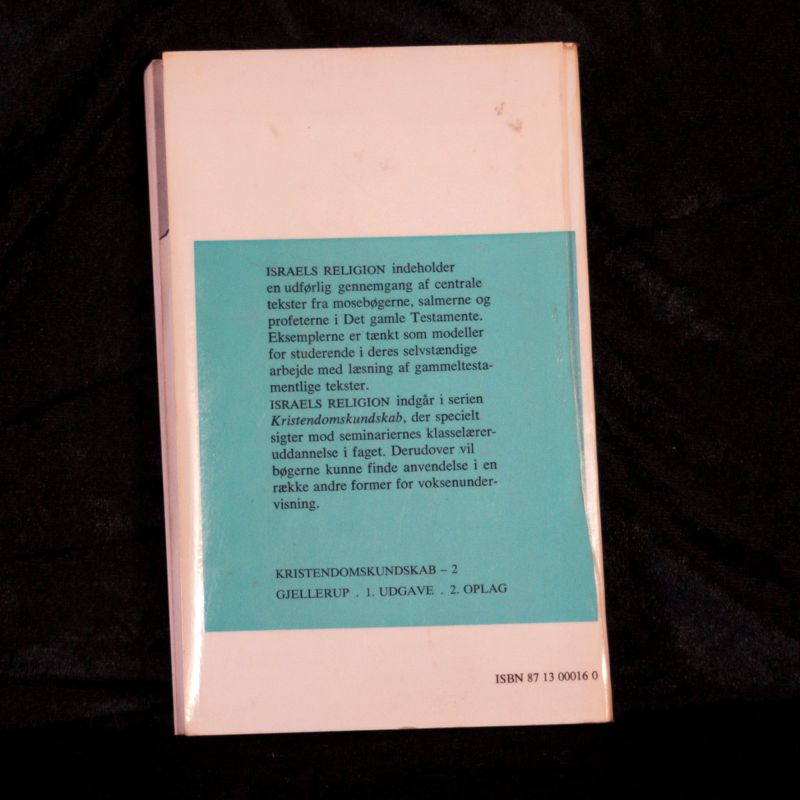 ISRAELS RELIGION indeholder
en udførlig gennemgang af centrale
tekster fra mosebøgerne, salmerne og
profeterne i Det gamle Testamente.
Eksemplerne er tænkt som modeller
for studerende i deres selvstændige
arbejde med læsning af gammeltesta-
mentlige tekster.
ISRAELS RELIGION indgår i serien
Kristendomskundskab, der specielt
sigter mod seminariernes klasselærer-
uddannelse i faget. Derudover vil
bøgerne kunne finde anvendelse i en
række andre former for voksenunder-
visning.
KRISTENDOMSKUNDSKAB – 2
GJELLERUP . 1. UDGAVE . 2. OPLAG
ISBN 87 13 00016 0